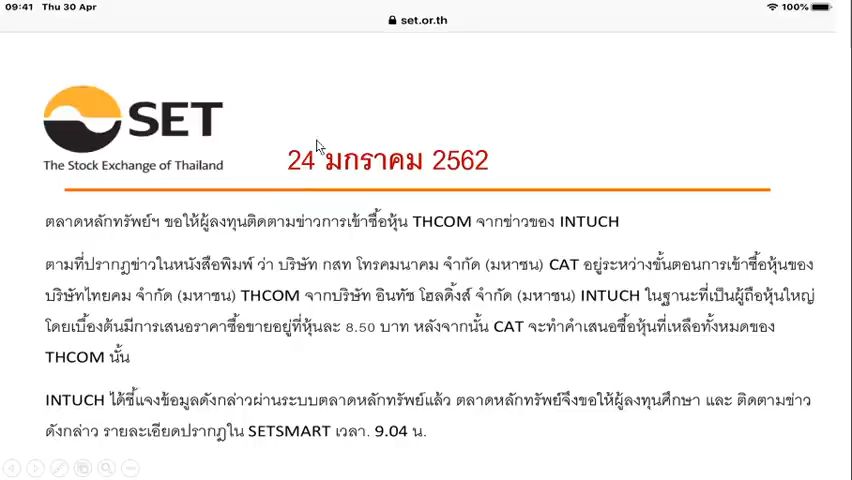 09:41 Thu 30 Apr
100%
set.or.th
SET
The Stock Exchange of Thailand
24 มกราคม 2562
ตลาดหลักทรัพย์ฯ ขอให้ผู้ลงทุนติดตามข่าวการเข้าซื้อหุ้น THCOM จากข่าวของ INTUCH
ตามที่ปรากฏข่าวในหนังสือพิมพ์ ว่า บริษัท กสท โทรคมนาคม จำกัด (มหาชน) CAT อยู่ระหว่างขั้นตอนการเข้าซื้อหุ้นของ
บริษัทไทยคม จำกัด (มหาชน) THCOM จากบริษัท อินทัช โฮลดิ้งส์ จำกัด (มหาชน) INTUCH ในฐานะที่เป็นผู้ถือหุ้นใหญ่
โดยเบื้องต้นมีการเสนอราคาซื้อขายอยู่ที่หุ้นละ 8.50 บาท หลังจากนั้น CAT จะทำคำเสนอซื้อหุ้นที่เหลือทั้งหมดของ
THCOM นั้น
INTUCH ได้ชี้แจงข้อมูลดังกล่าวผ่านระบบตลาดหลักทรัพย์แล้ว ตลาดหลักทรัพย์จึงขอให้ผู้ลงทุนศึกษา และ ติดตามข่าว
ดังกล่าว รายละเอียดปรากฏใน SETSMART เวลา. 9.04 น.